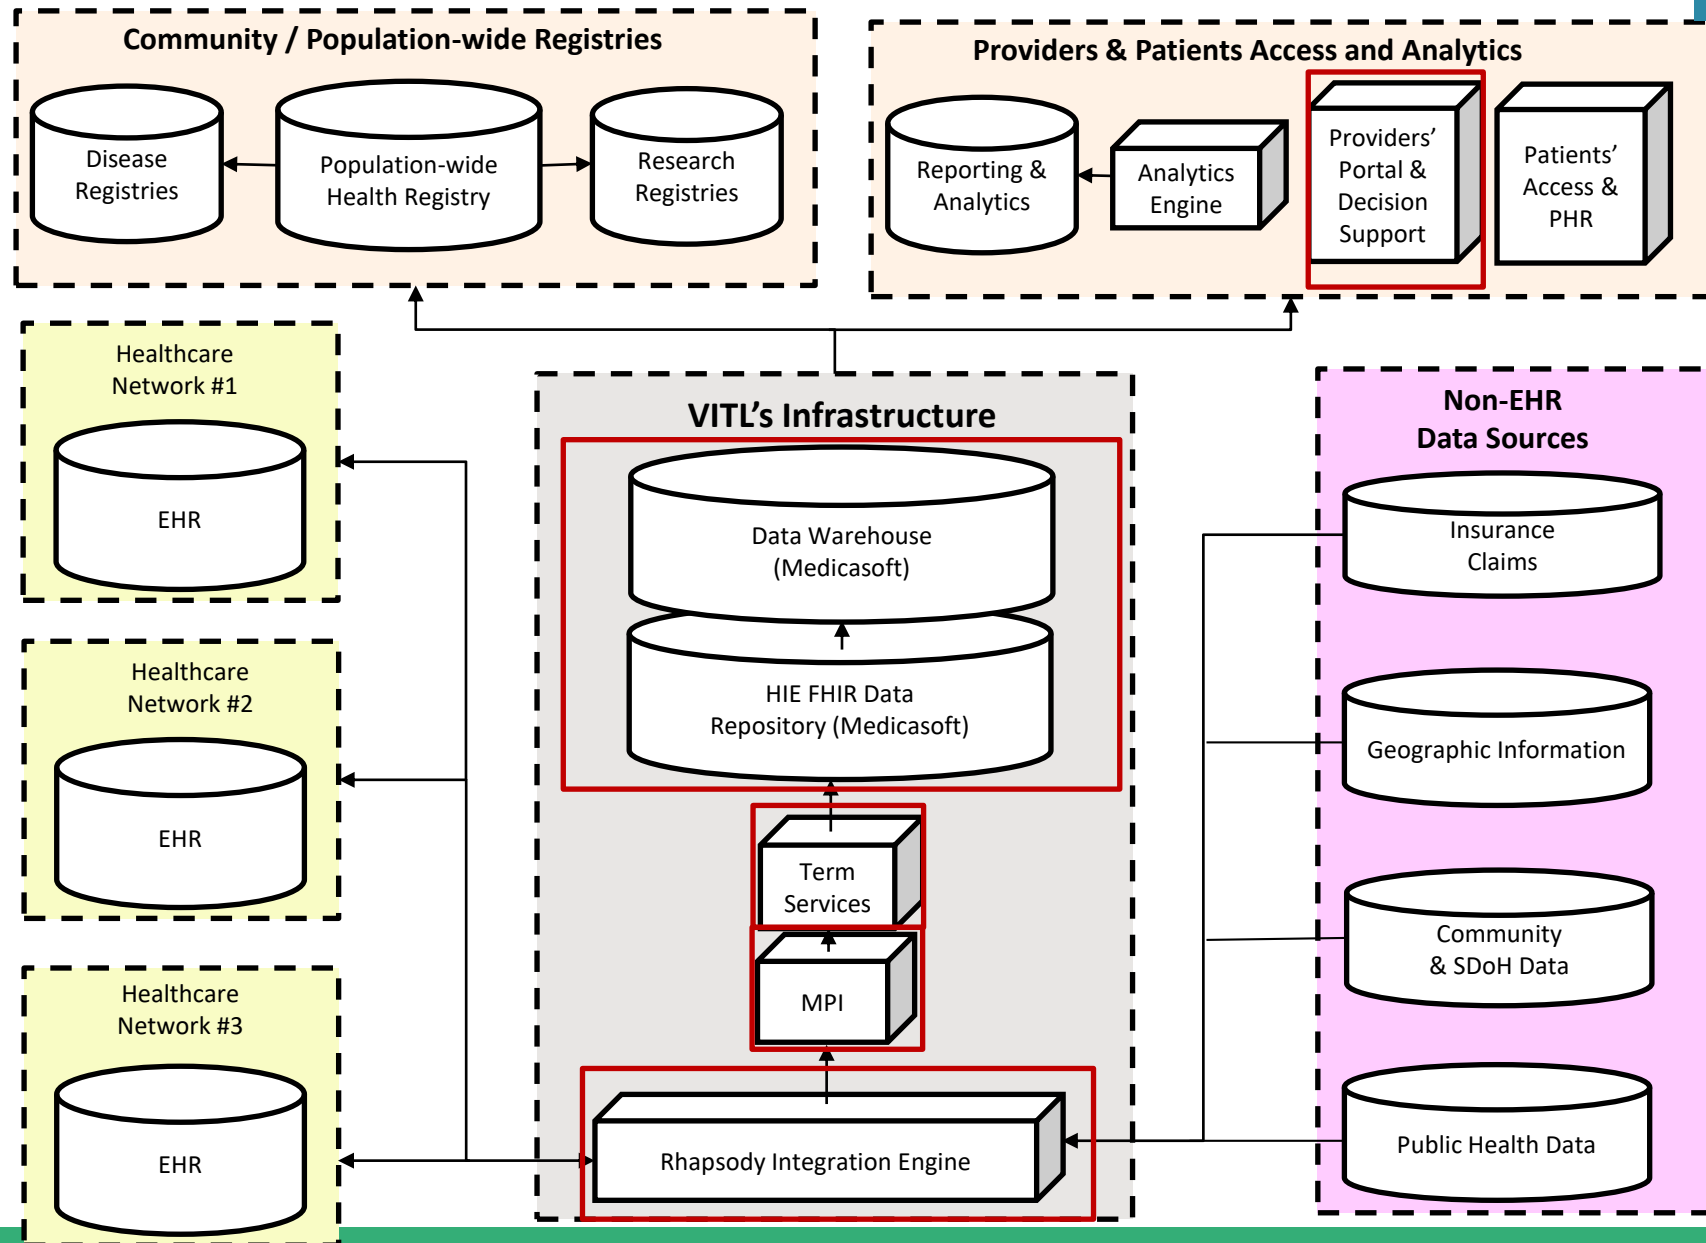 Community / Population-wide Registries
Disease
Registries
Population-wide
Health Registry
Research
Registries
Providers & Patients Access and Analytics
Reporting &
Analytics
Analytics
Engine
Providers’
Portal &
Decision
Support
Patients’
Access &
PHR
Healthcare
Network #1
EHR
Healthcare
Network #2
EHR
Healthcare
Network #3
EHR
VITL’s Infrastructure
Data Warehouse
(Medicasoft)
HIE FHIR Data
Repository (Medicasoft)
Term
Services
MPI
Rhapsody Integration Engine
Non-EHR
Data Sources
Insurance
Claims
Geographic Information
Community
& SDoH Data
Public Health Data